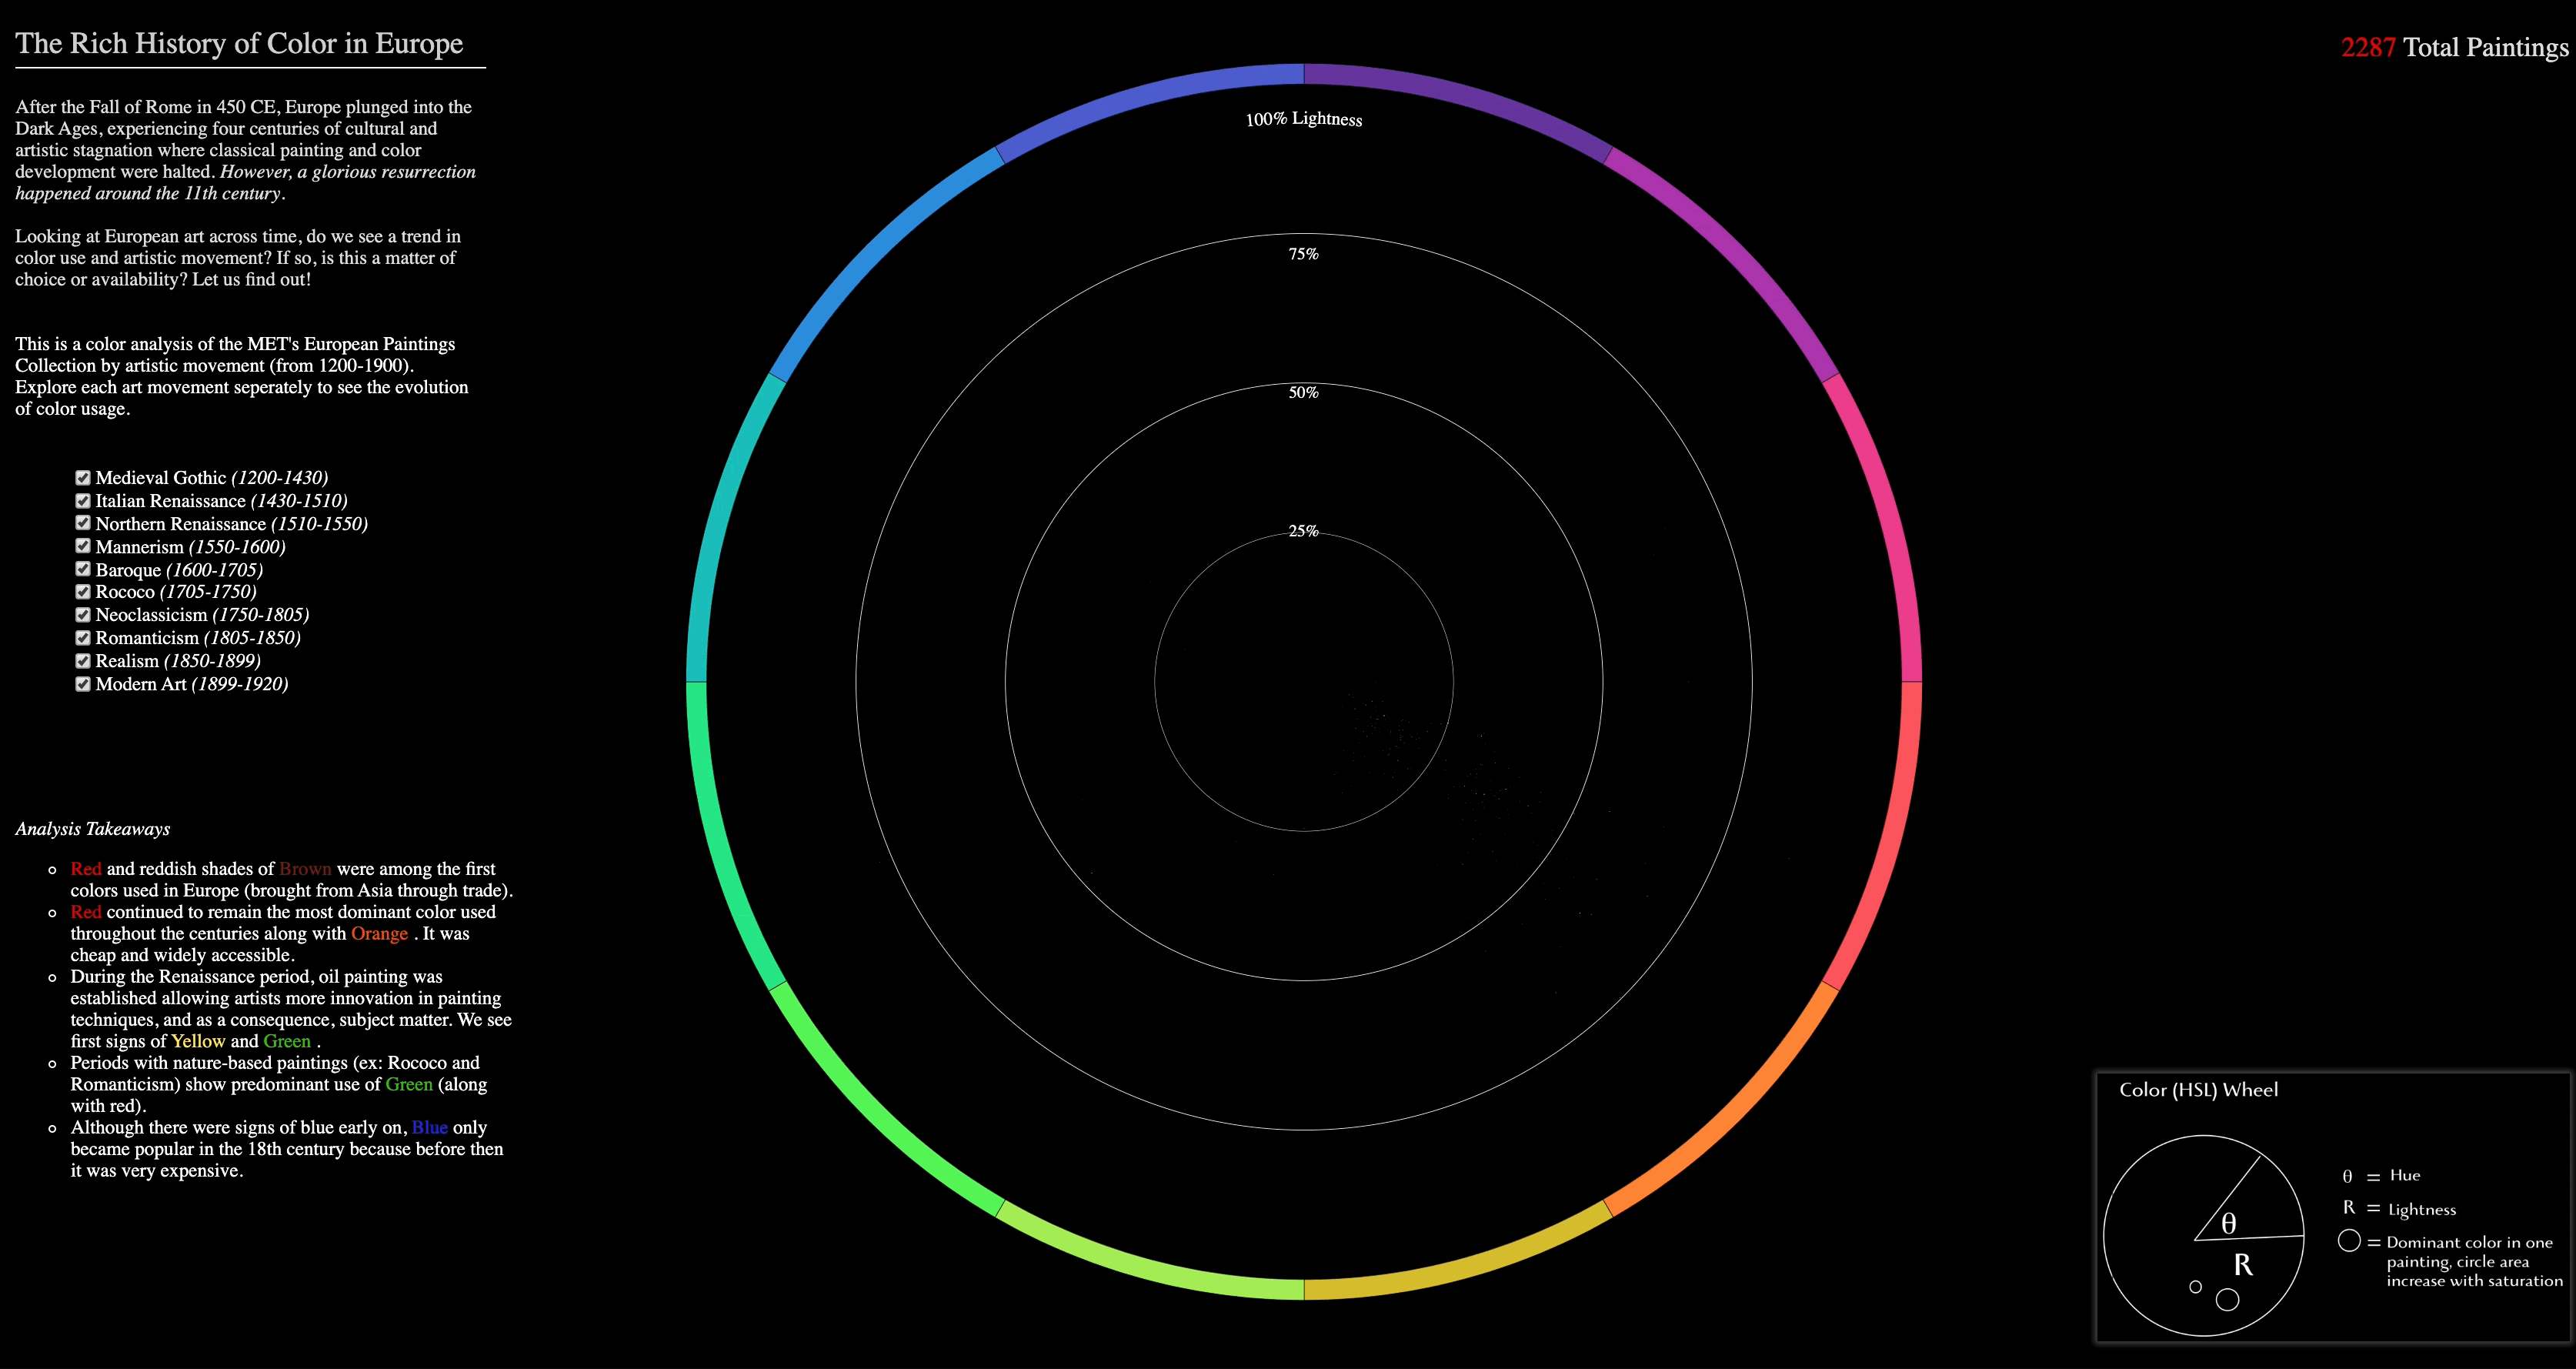 The Rich History of Color in Europe
2287 Total Paintings
After the Fall of Rome in 450 CE, Europe plunged into the
Dark Ages, experiencing four centuries of cultural and
artistic stagnation where classical painting and color
development were halted. However, a glorious resurrection
happened around the 11th century.
Looking at European art across time, do we see a trend in
color use and artistic movement? If so, is this a matter of
choice or availability? Let us find out!
This is a color analysis of the MET's European Paintings
Collection by artistic movement (from 1200-1900).
Explore each art movement seperately to see the evolution
of color usage.
Medieval Gothic (1200-1430)
Italian Renaissance (1430-1510)
Northern Renaissance (1510-1550)
Mannerism (1550-1600)
Baroque (1600-1705)
Rococo (1705-1750)
Neoclassicism (1750-1805)
Romanticism (1805-1850)
Realism (1850-1899)
Modern Art (1899-1920)
Analysis Takeaways
Red and reddish shades of Brown were among the first
colors used in Europe (brought from Asia through trade).
Red continued to remain the most dominant color used
throughout the centuries along with Orange . It was
cheap and widely accessible.
During the Renaissance period, oil painting was
established allowing artists more innovation in painting
techniques, and as a consequence, subject matter. We see
first signs of Yellow and Green .
Periods with nature-based paintings (ex: Rococo and
Romanticism) show predominant use of Green (along
with red).
Although there were signs of blue early on, Blue only
became popular in the 18th century because before then
it was very expensive.
100% Lightness
75%
50%
25%
Color (HSL) Wheel
θ
R
θ = Hue
R = Lightness
= Dominant color in one
painting, circle area
increase with saturation